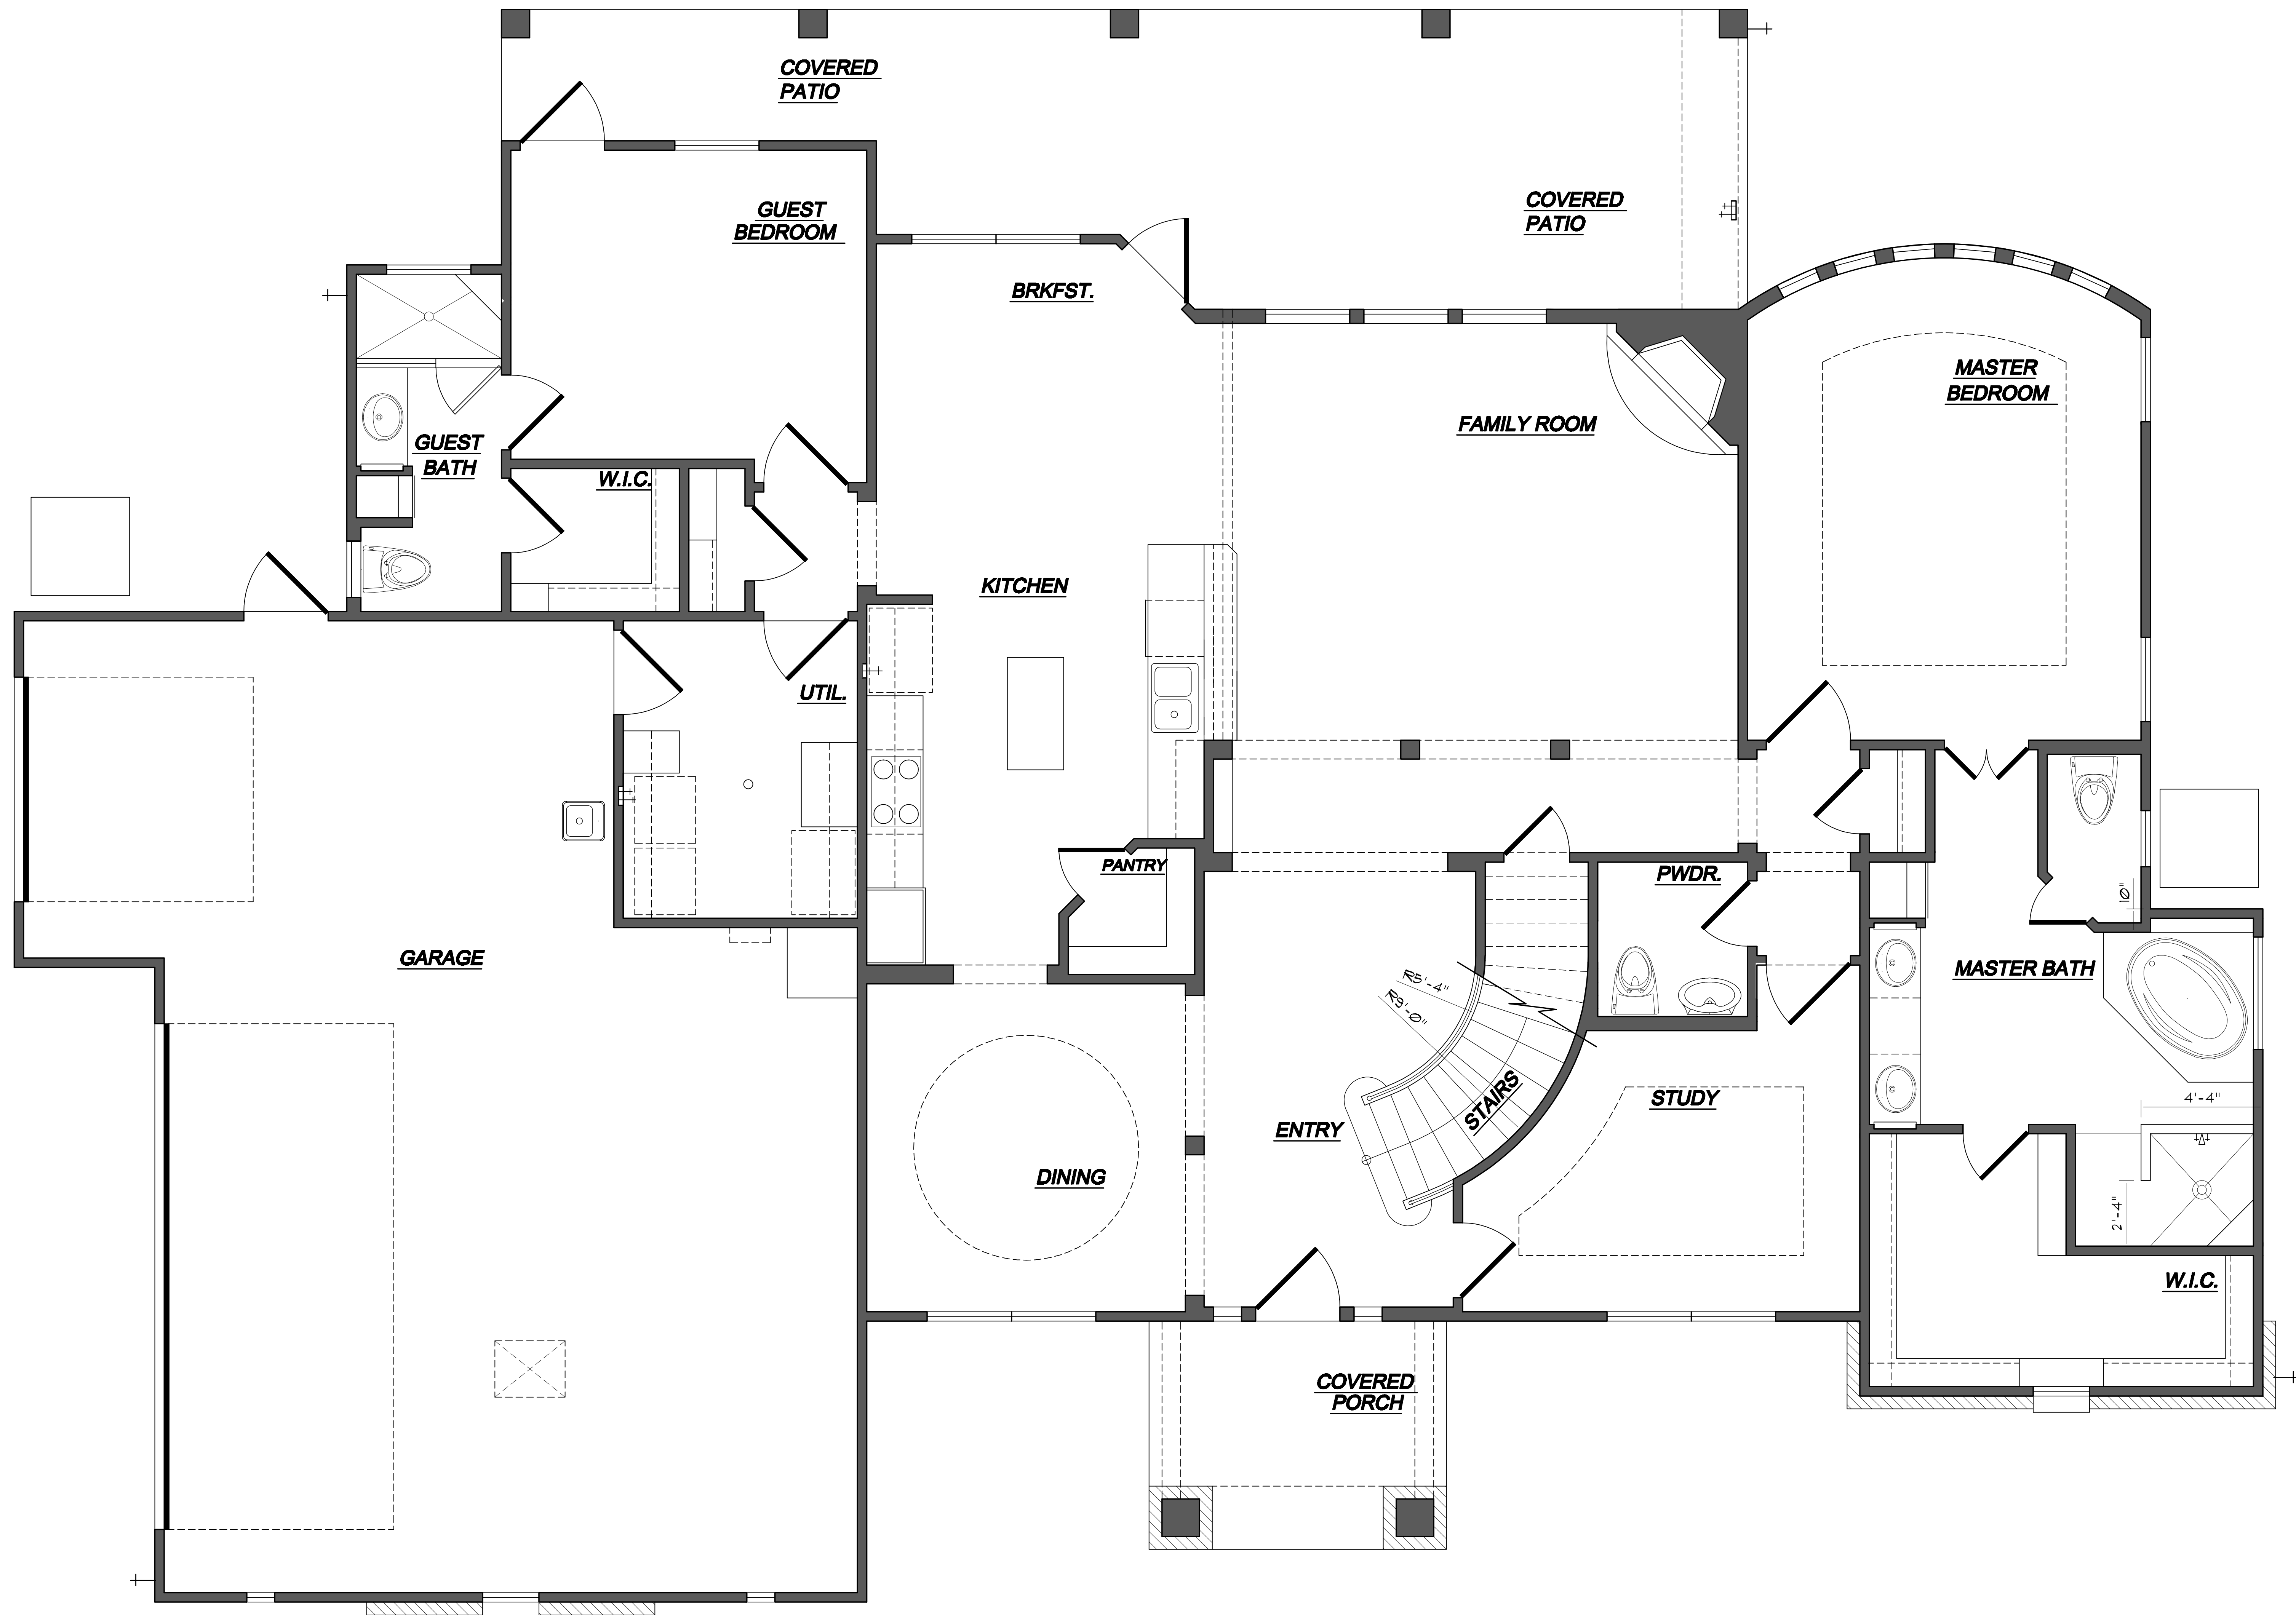 COVERED
PATIO
GUEST
BEDROOM
COVERED
PATIO
BRKFST.
MASTER
BEDROOM
FAMILY ROOM
GUEST
BATH
W.I.C.
KITCHEN
UTIL.
PANTRY
PWDR.
10"
GARAGE
MASTER BATH
R5'-4"
R9'-0"
STAIRS
STUDY
4'-4"
ENTRY
DINING
2'-4"
W.I.C.
COVERED
PORCH